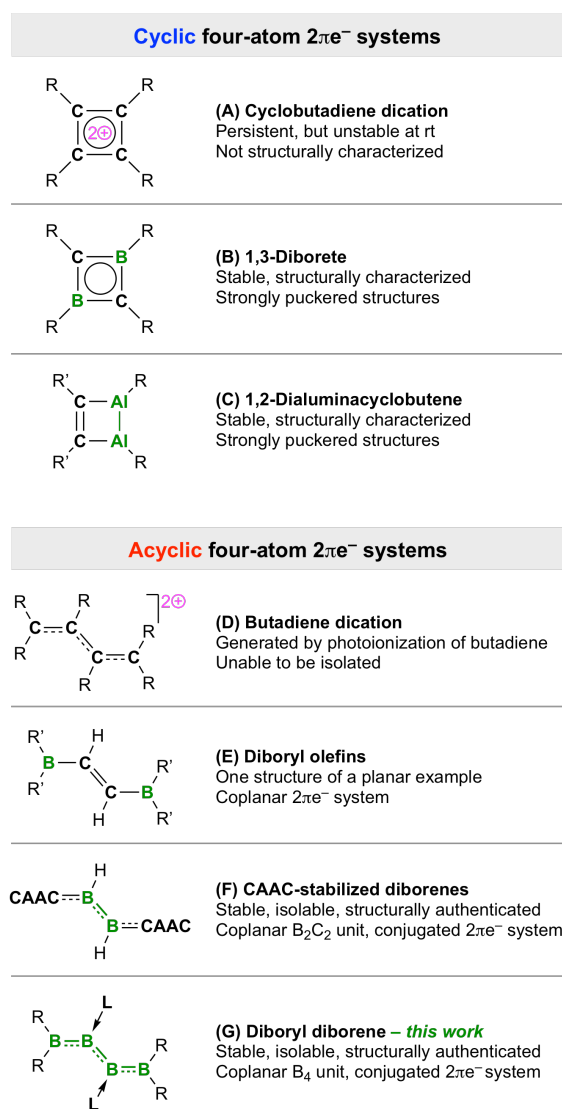 Cyclic four-atom 2πe– systems
R R
C C
2⊕
C C
R R
(A) Cyclobutadiene dication
Persistent, but unstable at rt
Not structurally characterized
R R
C B
B C
R R
(B) 1,3-Diborete
Stable, structurally characterized
Strongly puckered structures
R' R
C Al
C Al
R' R
(C) 1,2-Dialuminacyclobutene
Stable, structurally characterized
Strongly puckered structures
Acyclic four-atom 2πe– systems
R R 2⊕
C C R
R C C
R R
(D) Butadiene dication
Generated by photoionization of butadiene
Unable to be isolated
R' H
B C R'
R' C B
H R'
(E) Diboryl olefins
One structure of a planar example
Coplanar 2πe– system
H
CAAC B
B CAAC
H
(F) CAAC-stabilized diborenes
Stable, isolable, structurally authenticated
Coplanar B2C2 unit, conjugated 2πe– system
L
R B B R
R B B
L R
(G) Diboryl diborene – this work
Stable, isolable, structurally authenticated
Coplanar B4 unit, conjugated 2πe– system